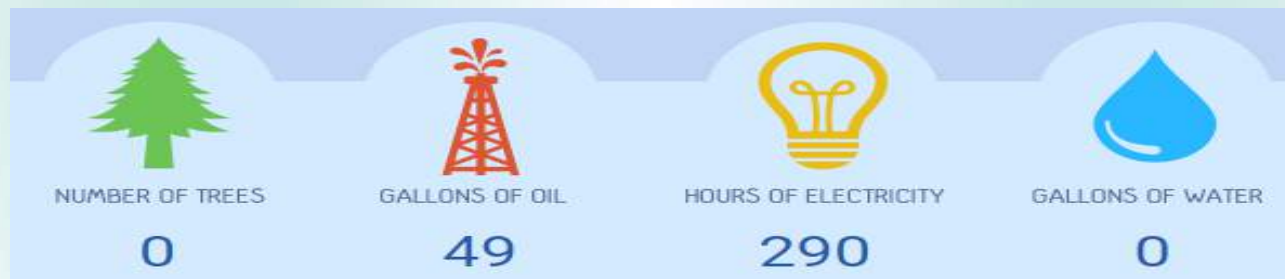 NUMBER OF TREES
GALLONS OF OIL
HOURS OF ELECTRICITY
GALLONS OF WATER
0
49
290
0